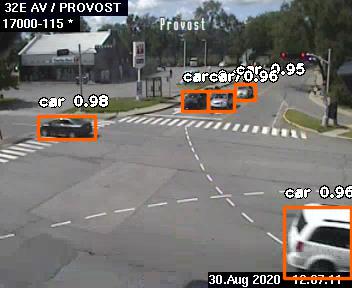 32E AV / PROVOST
17000-115 *
Provost
car 0.96
car 0.95
car 0.98
car 0.96
30.Aug 2020 12:07:11